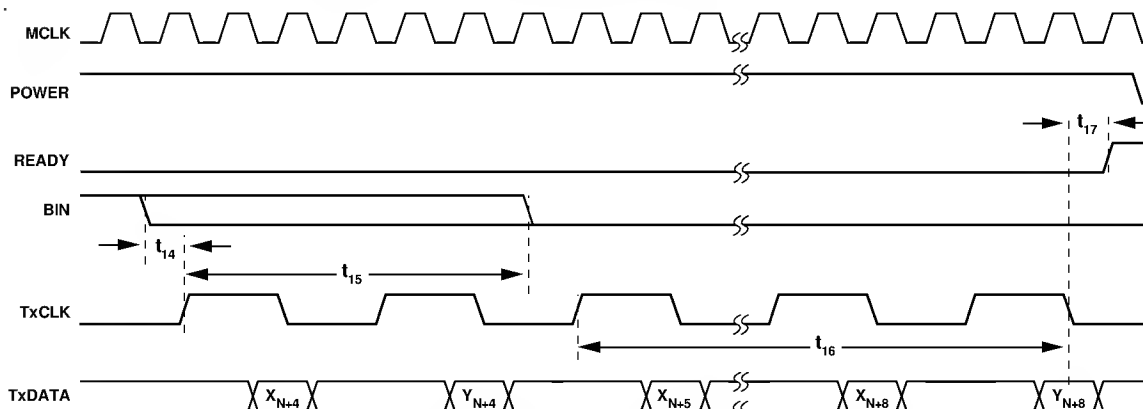 MCLK
POWER
t17
READY
BIN
t14
t15
TxCLK
t16
TxDATA XN+4 YN+4 XN+5 XN+8 YN+8